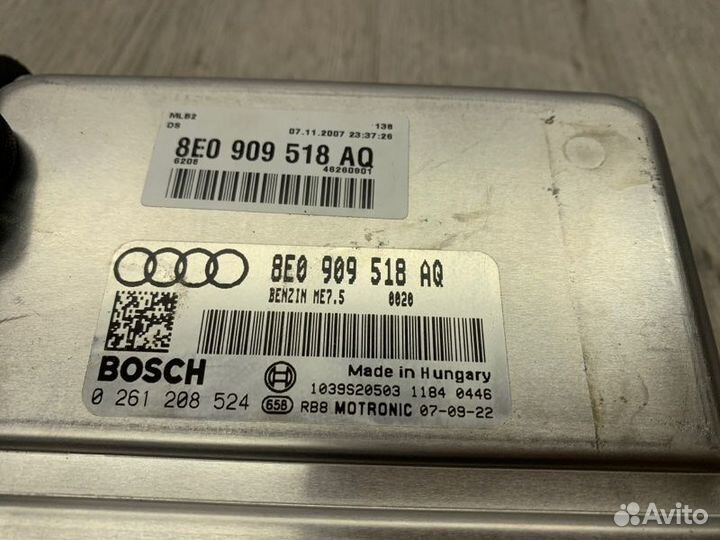 MLB2 138
DS 07.11.2007 23:37:26
8E0 909 518 AQ
6208 46260901
8E0 909 518 AQ
BENZIN ME7.5 0020
BOSCH
Made in Hungary
1039S20503 1184 0446
0 261 208 524 658 RB8 MOTRONIC 07-09-22
Avito